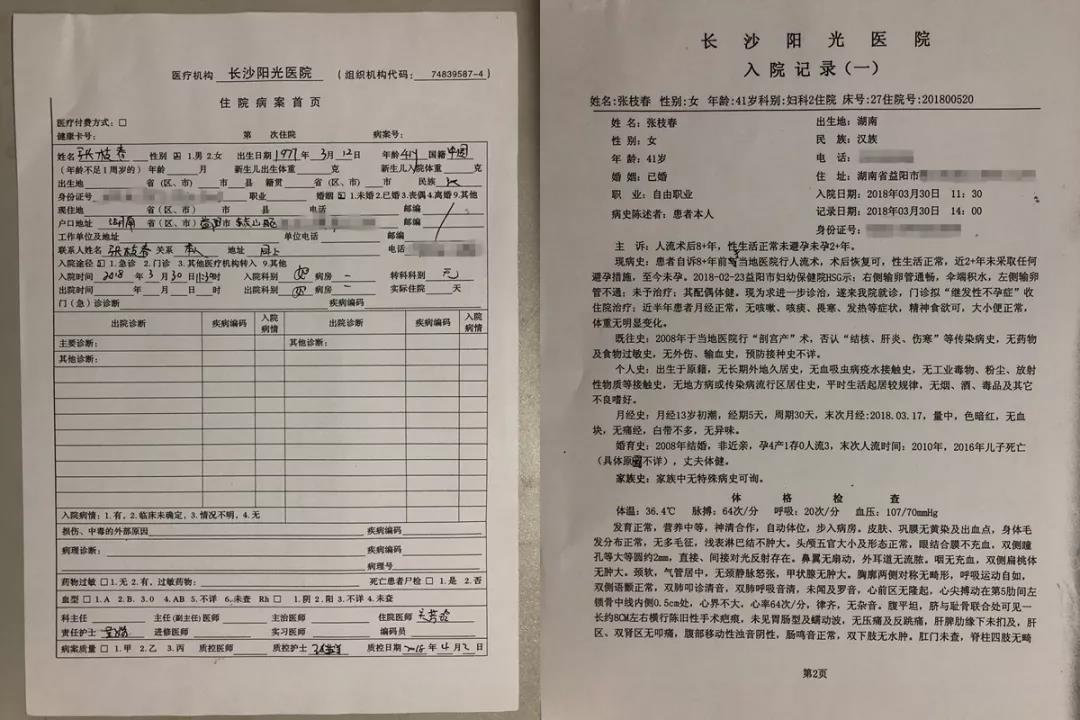 医疗机构 长沙阳光医院 （组织机构代码： 74839587-4）
住 院 病 案 首 页
医疗付费方式：□
健康卡号： 第 次住院 病案号：
姓名 张枝春 性别 1.男 2.女 出生日期 1977 年 3 月 12 日 年龄 41Y 国籍 中国
（年龄不足1周岁的）年龄 月 新生儿出生体重 克 新生儿入院体重 克
出生地 省（区、市） 市 县 籍贯 省（区、市） 市 民族
身份证号 职业 婚姻 1.未婚 2.已婚 3.丧偶 4.离婚 9.其他
现住地 省（区、市） 市 县 电话 邮编
户口地址 湖南 省（区、市） 益阳 市 邮编
工作单位及地址 单位电话 邮编
联系人姓名 张枝春 关系 本人 地址 同上 电话
入院途径 1.急诊 2.门诊 3.其他医疗机构转入 9.其他
入院时间 2018 年 3 月 30 日 时 入院科别 妇 病房 一 转科科别 无
出院时间 年 月 日 时 出院科别 妇 病房 一 实际住院 天
门（急）诊诊断 疾病编码
出院诊断 疾病编码 入院病情 出院诊断 疾病编码 入院病情
主要诊断： 其他诊断：
其他诊断：
入院病情：1.有，2.临床未确定，3.情况不明，4.无
损伤、中毒的外部原因 疾病编码
病理诊断： 疾病编码
病理号
药物过敏 □ 1.无 2.有，过敏药物： 死亡患者尸检 □ 1.是 2.否
血型 □ 1.A 2.B 3.O 4.AB 5.不详 6.未查 Rh □ 1.阴 2.阳 3.不详 4.未查
科主任 主任（副主任）医师 主治医师 住院医师
责任护士 进修医师 实习医师 编码员
病案质量 □ 1.甲 2.乙 3.丙 质控医师 质控护士 质控日期 2018 年 4 月 2 日
长 沙 阳 光 医 院
入 院 记 录（一）
姓名：张枝春 性别：女 年龄：41岁科别：妇科2住院 床号：27住院号：201800520
姓 名：张枝春 出生地：湖南
性 别：女 民 族：汉族
年 龄：41岁 电 话：
婚 姻：已婚 住 址：湖南省益阳市
职 业：自由职业 入院日期：2018年03月30日 11：30
病史陈述者：患者本人 记录日期：2018年03月30日 14：00
身份证号：
主 诉：人流术后8+年，性生活正常未避孕未孕2+年。
现病史：患者自诉8+年前 当地医院行人流术，术后恢复可，性生活正常，近2+年未采取任何
避孕措施，至今未孕。2018-02-23益阳市妇幼保健院HSG示：右侧输卵管通畅，伞端积水，左侧输卵
管不通；未予治疗；其配偶体健。现为求进一步诊治，遂来我院就诊，门诊拟“继发性不孕症”收
住院治疗；近半年患者月经正常，无咳嗽、咳痰、畏寒、发热等症状，精神食欲可，大小便正常，
体重无明显变化。
既往史：2008年于当地医院行“剖宫产”术，否认“结核、肝炎、伤寒”等传染病史，无药物
及食物过敏史，无外伤、输血史，预防接种史不详。
个人史：出生于原籍，无长期外地久居史，无血吸虫病疫水接触史，无工业毒物、粉尘、放射
性物质等接触史，无地方病或传染病流行区居住史，平时生活起居较规律，无烟、酒、毒品及其它
不良嗜好。
月经史：月经13岁初潮，经期5天，周期30天，末次月经：2018.03.17，量中，色暗红，无血
块，无痛经，白带不多，无异味。
婚育史：2008年结婚，非近亲，孕4产1存0人流3，末次人流时间：2010年，2016年儿子死亡
（具体原因不详），丈夫体健。
家族史：家族中无特殊病史可询。
体 格 检 查
体温：36.4℃ 脉搏：64次/分 呼吸：20次/分 血压：107/70mmHg
发育正常，营养中等，神清合作，自动体位，步入病房。皮肤、巩膜无黄染及出血点，身体毛
发分布正常，无多毛征，浅表淋巴结不肿大。头颅五官大小及形态正常，眼结合膜不充血，双侧瞳
孔等大等圆约2mm，直接、间接对光反射存在。鼻翼无扇动，外耳道无流脓。咽无充血，双侧扁桃体
无肿大。颈软，气管居中，无颈静脉怒张，甲状腺无肿大。胸廓两侧对称无畸形，呼吸运动自如，
双侧语颤正常，双肺叩诊清音，双肺呼吸音清，未闻及罗音，心前区无隆起，心尖搏动在第5肋间左
锁骨中线内侧0.5cm处，心界不大，心率64次/分，律齐，无杂音。腹平坦，脐与耻骨联合处可见一
长约8CM左右横行陈旧性手术疤痕，未见胃肠型及蠕动波，无压痛及反跳痛，肝脾肋缘下未扪及，肝
区、双肾区无叩痛，腹部移动性浊音阴性，肠鸣音正常，双下肢无水肿。肛门未查，脊柱四肢无畸
第2页